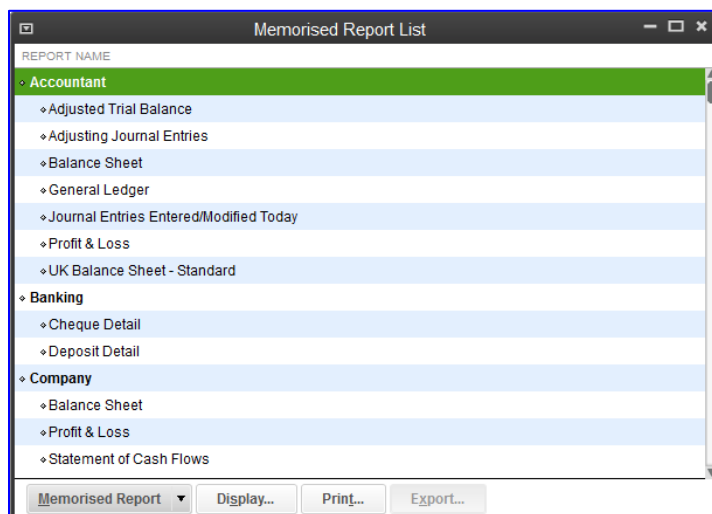 Memorised Report List
REPORT NAME
Accountant
Adjusted Trial Balance
Adjusting Journal Entries
Balance Sheet
General Ledger
Journal Entries Entered/Modified Today
Profit & Loss
UK Balance Sheet - Standard
Banking
Cheque Detail
Deposit Detail
Company
Balance Sheet
Profit & Loss
Statement of Cash Flows
Memorised Report Display... Print... Export...